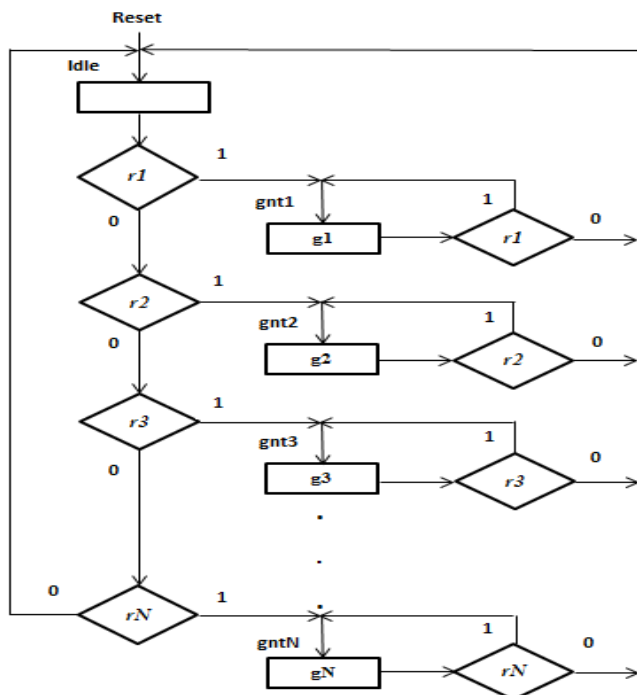 Reset
Idle
r1
1
0
gnt1
g1
1
r1
0
r2
1
0
gnt2
g2
1
r2
0
r3
1
0
gnt3
g3
1
r3
0
.
.
.
0
rN
1
gntN
gN
1
rN
0